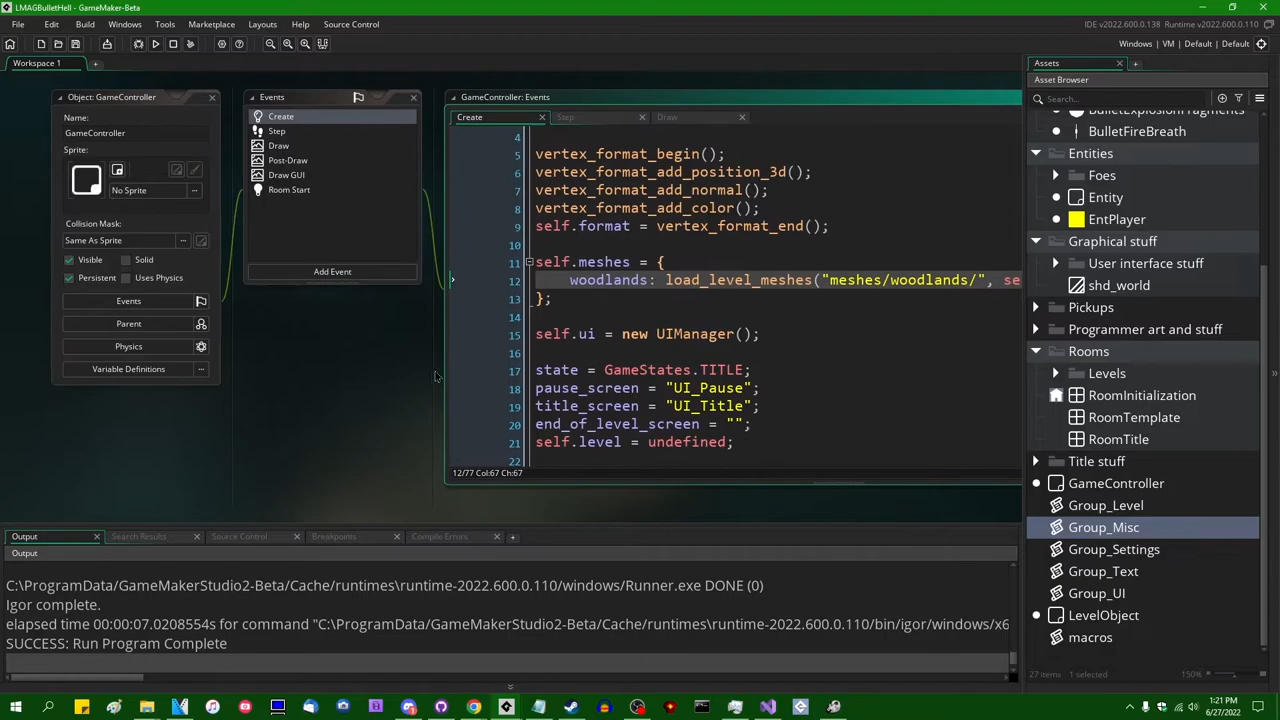 LMAGBulletHell - GameMaker-Beta
File Edit Build Windows Tools Marketplace Layouts Help Source Control
IDE v2022.600.0.138 Runtime v2022.600.0.110
Windows | VM | Default | Default
Workspace 1
Object: GameController
Name:
GameController
Sprite:
No Sprite
Collision Mask:
Same As Sprite
Visible Solid
Persistent Uses Physics
Events
Parent
Physics
Variable Definitions
Events
Create
Step
Draw
Post-Draw
Draw GUI
Room Start
Add Event
GameController: Events
Create Step Draw
4
5 vertex_format_begin();
6 vertex_format_add_position_3d();
7 vertex_format_add_normal();
8 vertex_format_add_color();
9 self.format = vertex_format_end();
10
11 self.meshes = {
12 woodlands: load_level_meshes("meshes/woodlands/", se
13 };
14
15 self.ui = new UIManager();
16
17 state = GameStates.TITLE;
18 pause_screen = "UI_Pause";
19 title_screen = "UI_Title";
20 end_of_level_screen = "";
21 self.level = undefined;
22
12/77 Col:67 Ch:67
Assets
Asset Browser
Search...
BulletExplosionFragments
BulletFireBreath
Entities
Foes
Entity
EntPlayer
Graphical stuff
User interface stuff
shd_world
Pickups
Programmer art and stuff
Rooms
Levels
RoomInitialization
RoomTemplate
RoomTitle
Title stuff
GameController
Group_Level
Group_Misc
Group_Settings
Group_Text
Group_UI
LevelObject
macros
27 items 1 selected 150%
Output Search Results Source Control Breakpoints Compile Errors
Output
C:\ProgramData/GameMakerStudio2-Beta/Cache/runtimes\runtime-2022.600.0.110/windows/Runner.exe DONE (0)
Igor complete.
elapsed time 00:00:07.0208554s for command "C:\ProgramData/GameMakerStudio2-Beta/Cache/runtimes\runtime-2022.600.0.110/bin/igor/windows/x6
SUCCESS: Run Program Complete
1:21 PM
6/27/2022